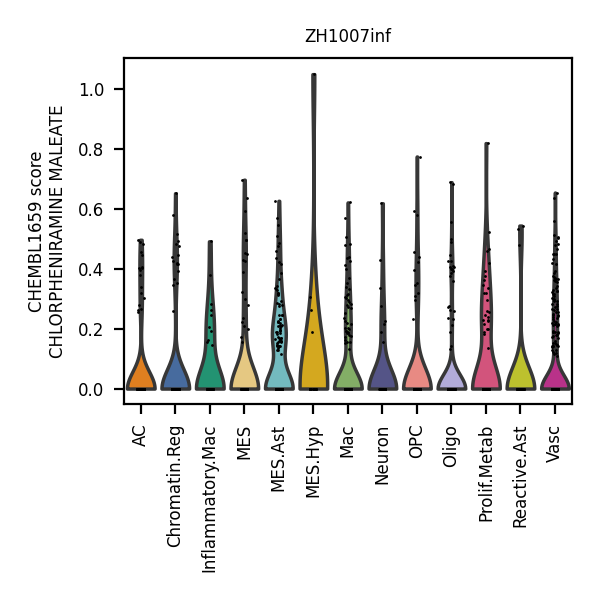 ZH1007inf
CHEMBL1659 score
CHLORPHENIRAMINE MALEATE
1.0
0.8
0.6
0.4
0.2
0.0
AC
Chromatin.Reg
Inflammatory.Mac
MES
MES.Ast
MES.Hyp
Mac
Neuron
OPC
Oligo
Prolif.Metab
Reactive.Ast
Vasc